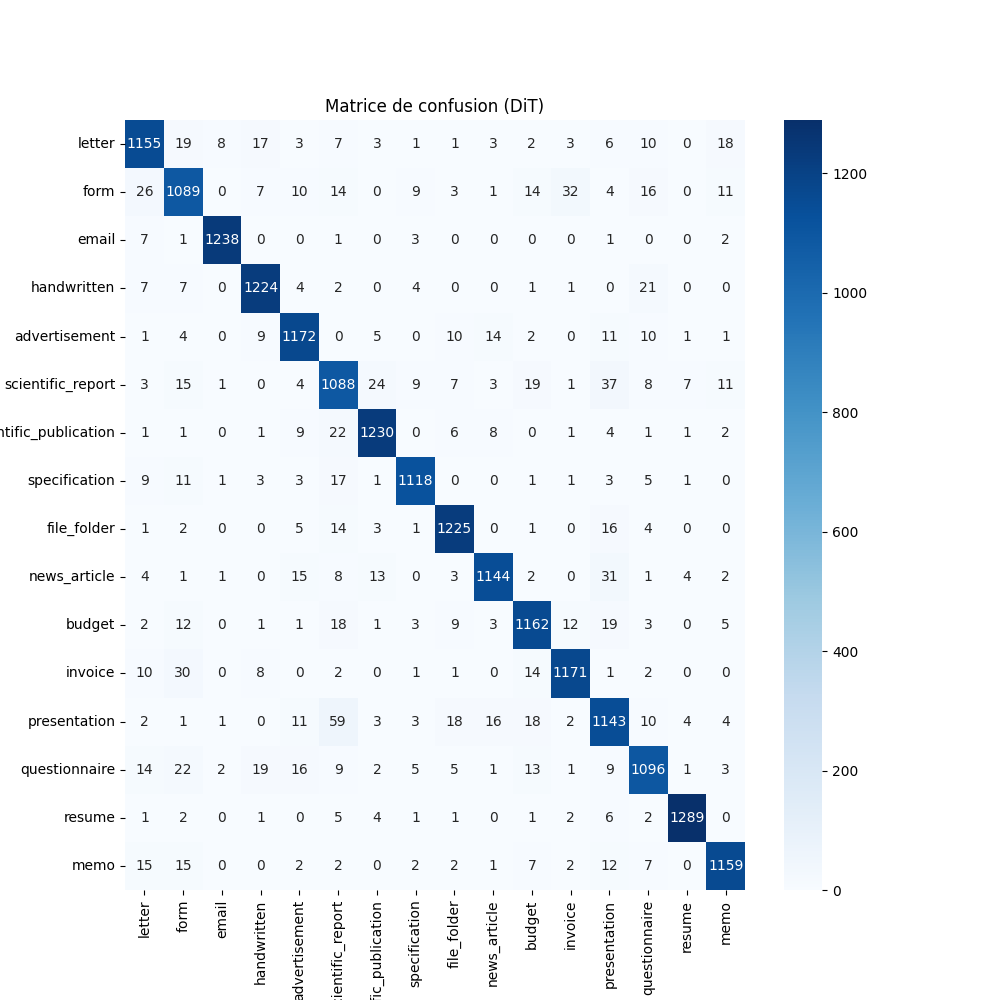 Matrice de confusion (DiT)
letter 1155 19 8 17 3 7 3 1 1 3 2 3 6 10 0 18
form 26 1089 0 7 10 14 0 9 3 1 14 32 4 16 0 11
email 7 1 1238 0 0 1 0 3 0 0 0 0 1 0 0 2
handwritten 7 7 0 1224 4 2 0 4 0 0 1 1 0 21 0 0
advertisement 1 4 0 9 1172 0 5 0 10 14 2 0 11 10 1 1
scientific_report 3 15 1 0 4 1088 24 9 7 3 19 1 37 8 7 11
ntific_publication 1 1 0 1 9 22 1230 0 6 8 0 1 4 1 1 2
specification 9 11 1 3 3 17 1 1118 0 0 1 1 3 5 1 0
file_folder 1 2 0 0 5 14 3 1 1225 0 1 0 16 4 0 0
news_article 4 1 1 0 15 8 13 0 3 1144 2 0 31 1 4 2
budget 2 12 0 1 1 18 1 3 9 3 1162 12 19 3 0 5
invoice 10 30 0 8 0 2 0 1 1 0 14 1171 1 2 0 0
presentation 2 1 1 0 11 59 3 3 18 16 18 2 1143 10 4 4
questionnaire 14 22 2 19 16 9 2 5 5 1 13 1 9 1096 1 3
resume 1 2 0 1 0 5 4 1 1 0 1 2 6 2 1289 0
memo 15 15 0 0 2 2 0 2 2 1 7 2 12 7 0 1159
letter
form
email
handwritten
advertisement
cientific_report
fic_publication
specification
file_folder
news_article
budget
invoice
presentation
questionnaire
resume
memo
1200
1000
800
600
400
200
0